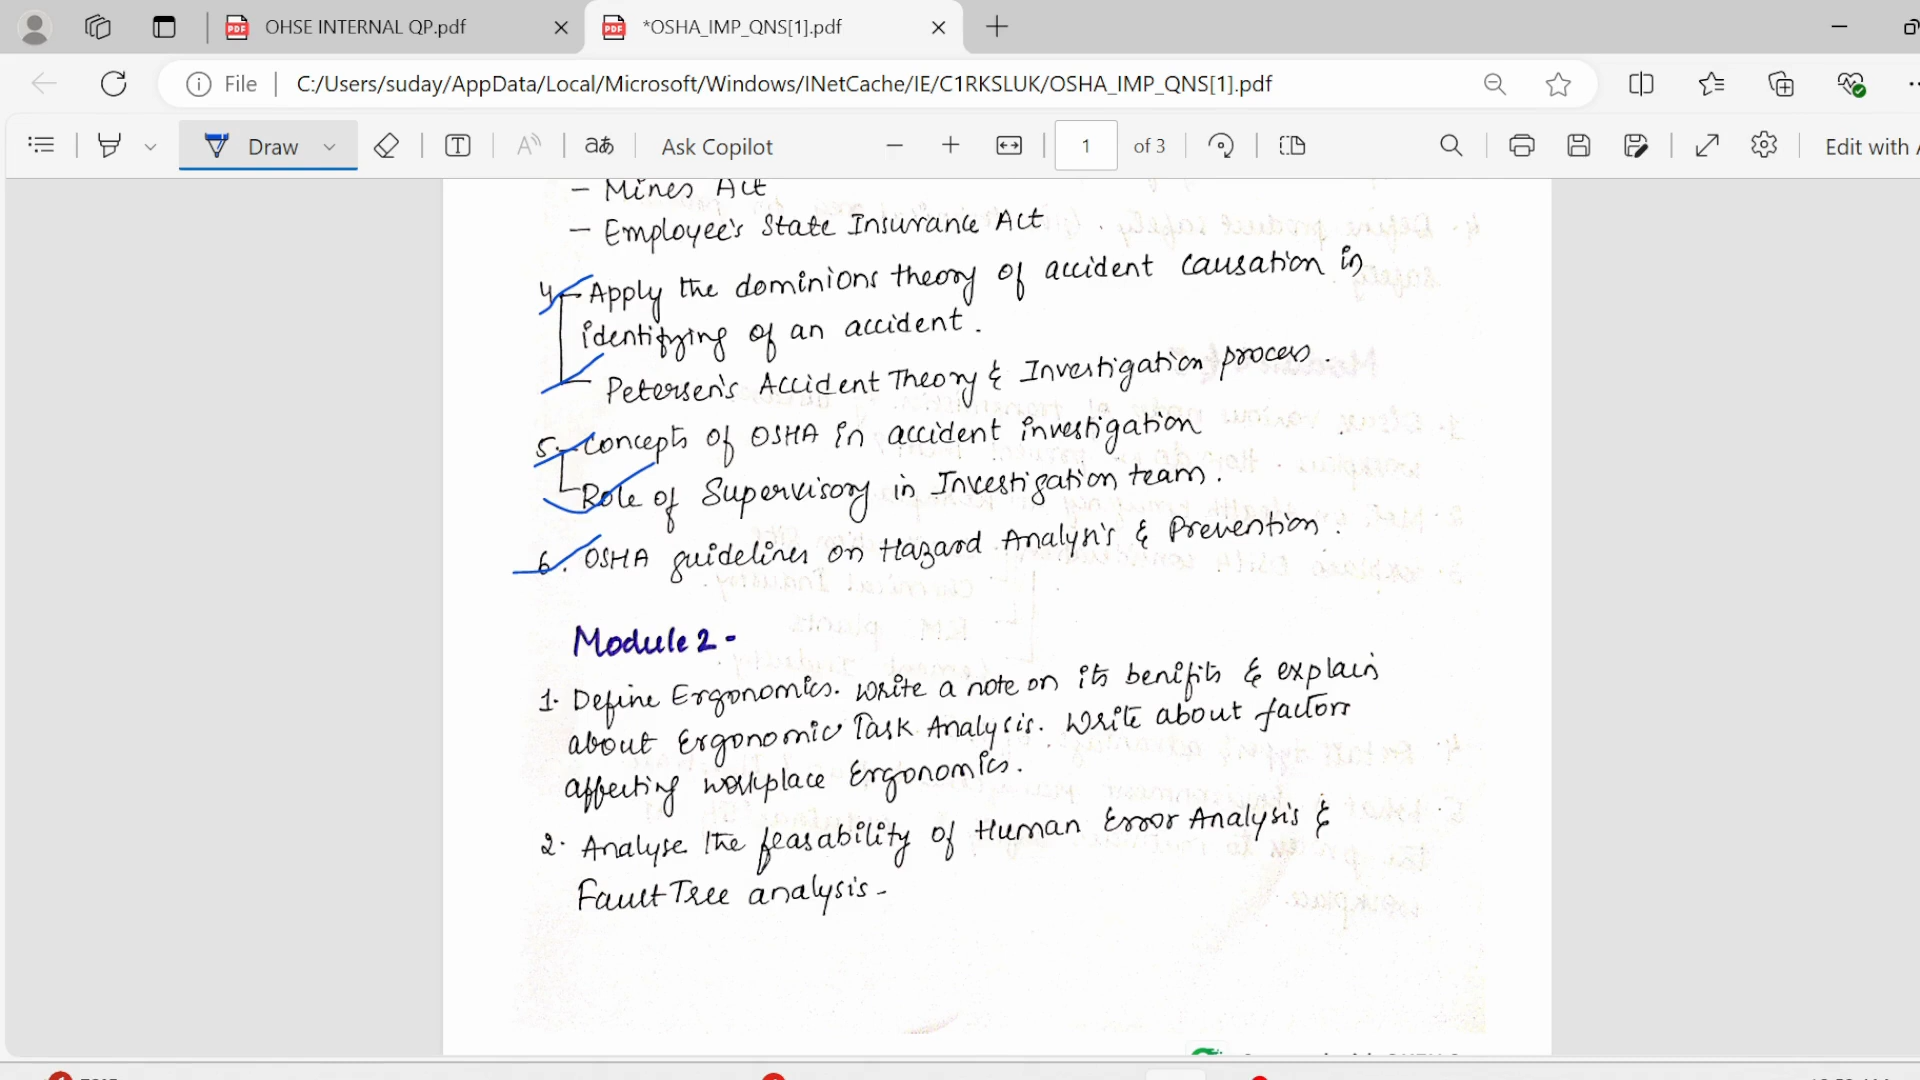 OHSE INTERNAL QP.pdf
*OSHA_IMP_QNS[1].pdf
File
C:/Users/suday/AppData/Local/Microsoft/Windows/INetCache/IE/C1RKSLUK/OSHA_IMP_QNS[1].pdf
Draw
Ask Copilot
1 of 3
Edit with A
- Mines Act
- Employee's State Insurance Act
4 - Apply the dominions theory of accident causation in
identifying of an accident.
Petersen's Accident Theory & Investigation process.
5. Concepts of OSHA in accident investigation
Role of Supervisory in Investigation team.
6. OSHA guidelines on Hazard Analysis & Prevention.
Module 2 -
1. Define Ergonomics. Write a note on its benifits & explain
about Ergonomic Task Analysis. Write about factors
affecting workplace Ergonomics.
2. Analyse the feasability of Human Error Analysis &
Fault Tree analysis -